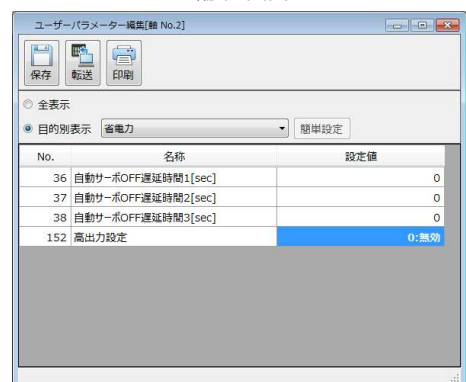 ユーザーパラメーター編集[軸 No.2]
保存 転送 印刷
全表示
目的別表示 省電力 簡単設定
No. 名称 設定値
36 自動サーボOFF遅延時間1[sec] 0
37 自動サーボOFF遅延時間2[sec] 0
38 自動サーボOFF遅延時間3[sec] 0
152 高出力設定 0:無効